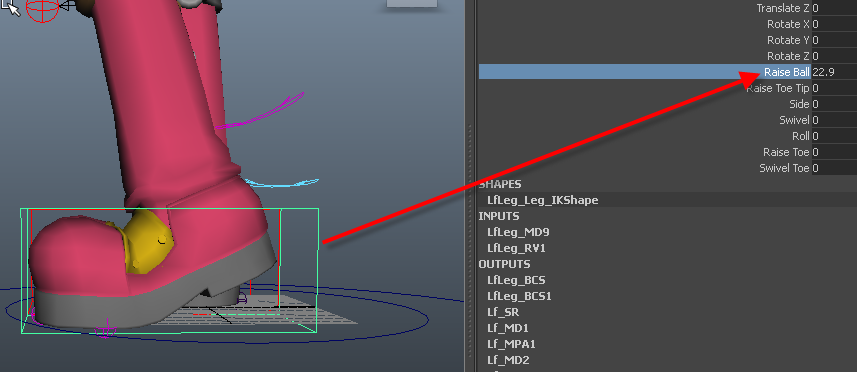 Translate Z 0
Rotate X 0
Rotate Y 0
Rotate Z 0
Raise Ball 22.9
Raise Toe Tip 0
Side 0
Swivel 0
Roll 0
Raise Toe 0
Swivel Toe 0
SHAPES
LfLeg_Leg_IKShape
INPUTS
LfLeg_MD9
LfLeg_RV1
OUTPUTS
LfLeg_BCS
LfLeg_BCS1
Lf_SR
Lf_MD1
Lf_MPA1
Lf_MD2